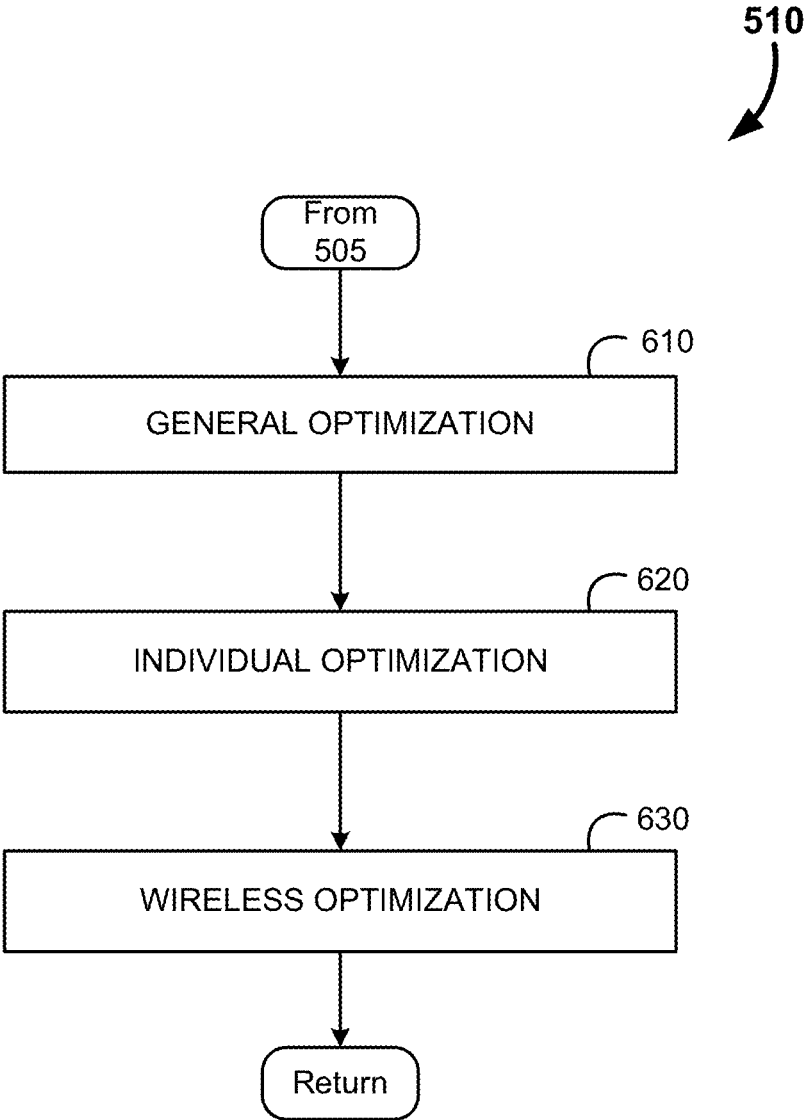 510
From
505
610
GENERAL OPTIMIZATION
620
INDIVIDUAL OPTIMIZATION
630
WIRELESS OPTIMIZATION
Return